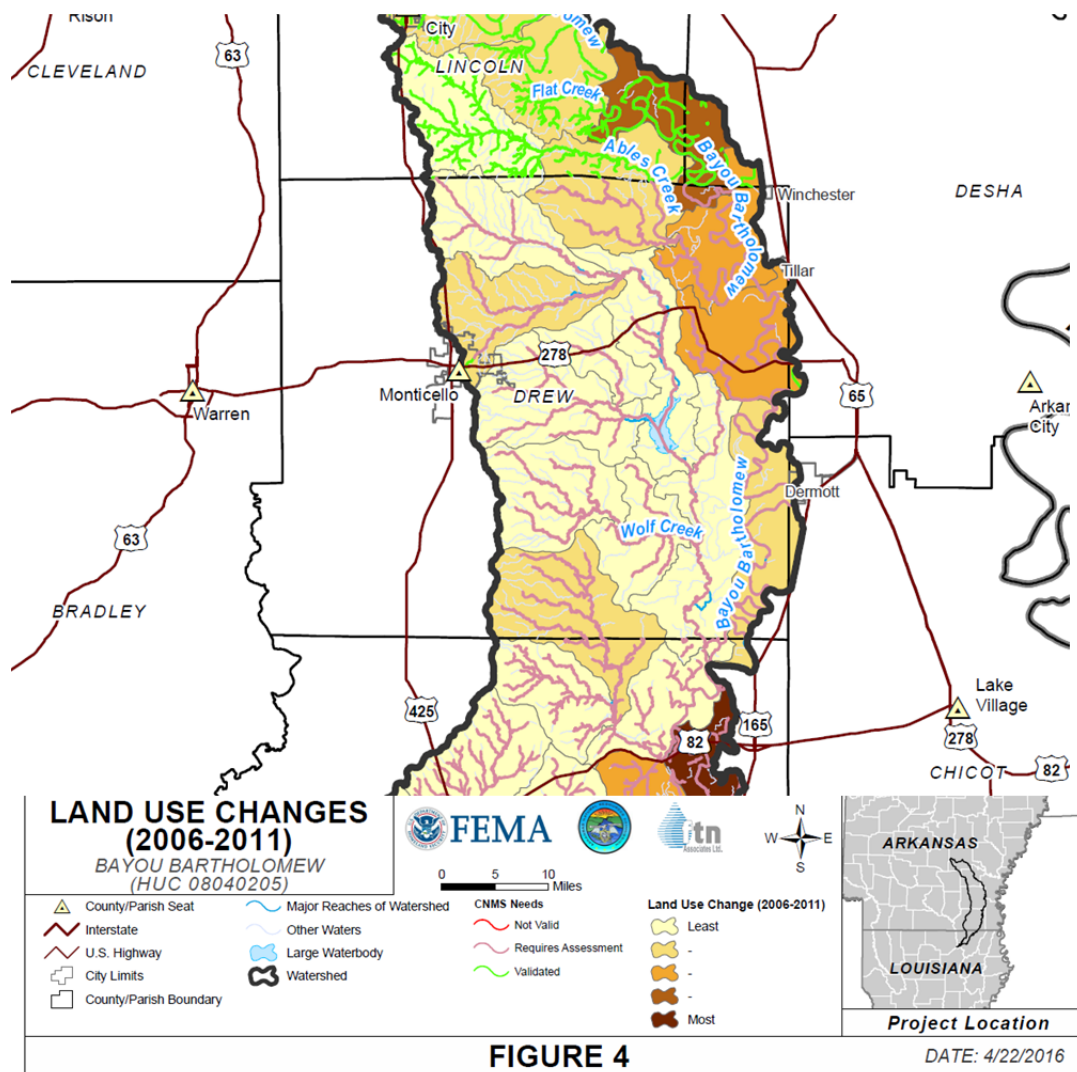 Rison
City
omew
63
CLEVELAND
LINCOLN
Flat Creek
Ables Creek
Bayou Bartholomew
Winchester
DESHA
Tillar
278
Monticello
DREW
Warren
65
Arkan
City
Dermott
Wolf Creek
Bayou Bartholomew
63
BRADLEY
425
82
165
Lake
Village
278
CHICOT
82
LAND USE CHANGES
(2006-2011)
BAYOU BARTHOLOMEW
(HUC 08040205)
FEMA
ftn
Associates Ltd.
N
W E
S
0 5 10
Miles
County/Parish Seat
Interstate
U.S. Highway
City Limits
County/Parish Boundary
Major Reaches of Watershed
Other Waters
Large Waterbody
Watershed
CNMS Needs
Not Valid
Requires Assessment
Validated
Land Use Change (2006-2011)
Least
-
-
-
Most
ARKANSAS
LOUISIANA
Project Location
FIGURE 4
DATE: 4/22/2016